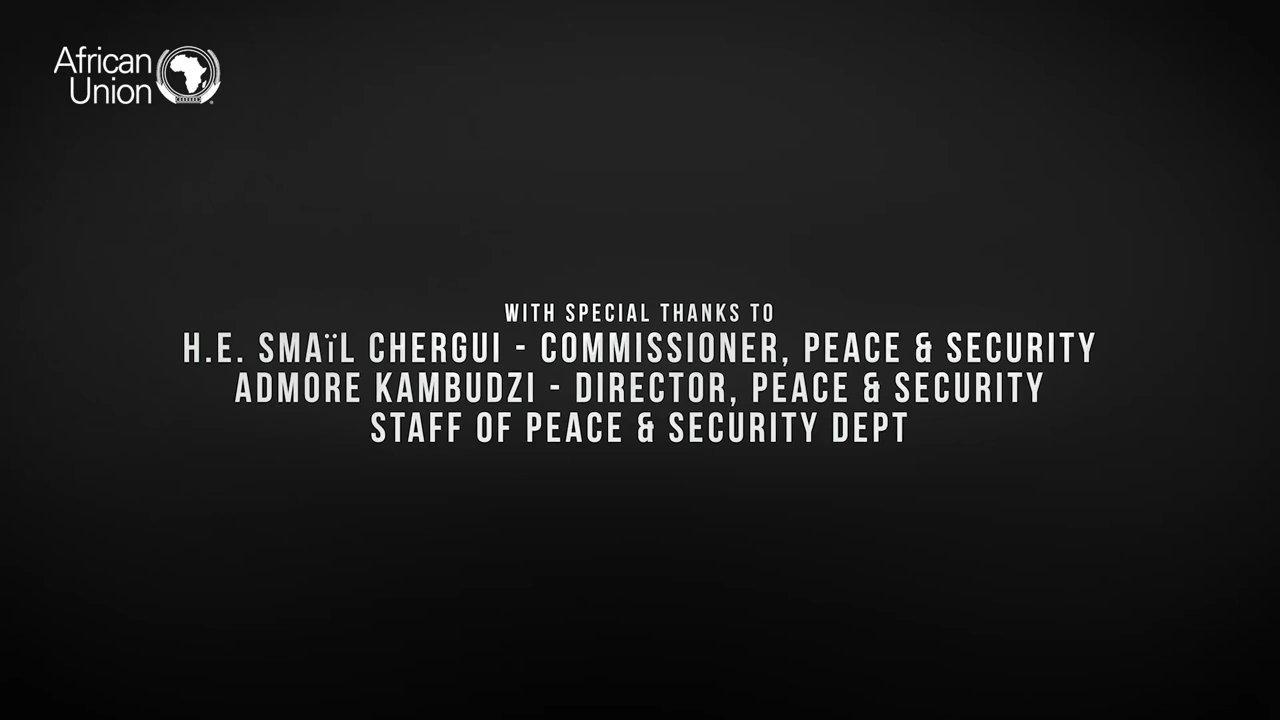 African
Union
WITH SPECIAL THANKS TO
H.E. SMAïL CHERGUI - COMMISSIONER, PEACE & SECURITY
ADMORE KAMBUDZI - DIRECTOR, PEACE & SECURITY
STAFF OF PEACE & SECURITY DEPT